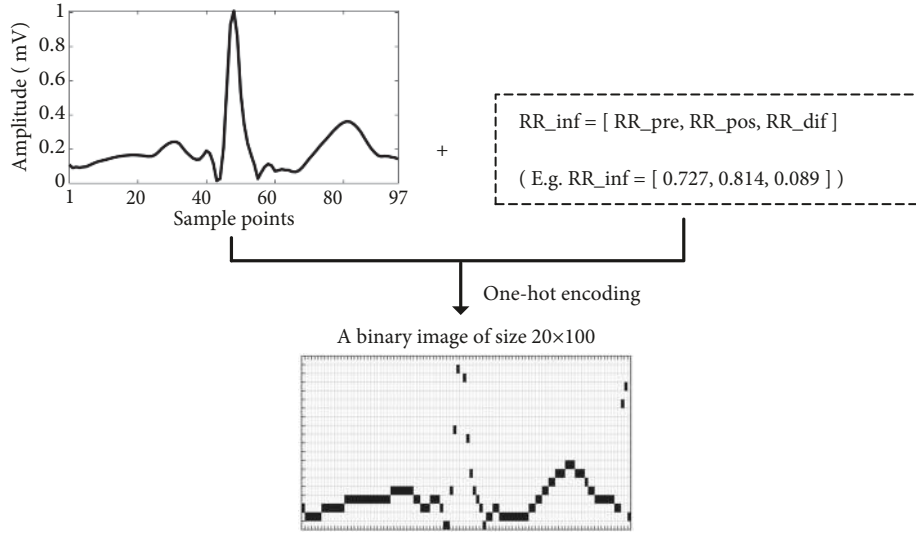 Amplitude ( mV)
1
0.8
0.6
0.4
0.2
0
1 20 40 60 80 97
Sample points
+
RR_inf = [ RR_pre, RR_pos, RR_dif ]
( E.g. RR_inf = [ 0.727, 0.814, 0.089 ] )
One-hot encoding
A binary image of size 20×100